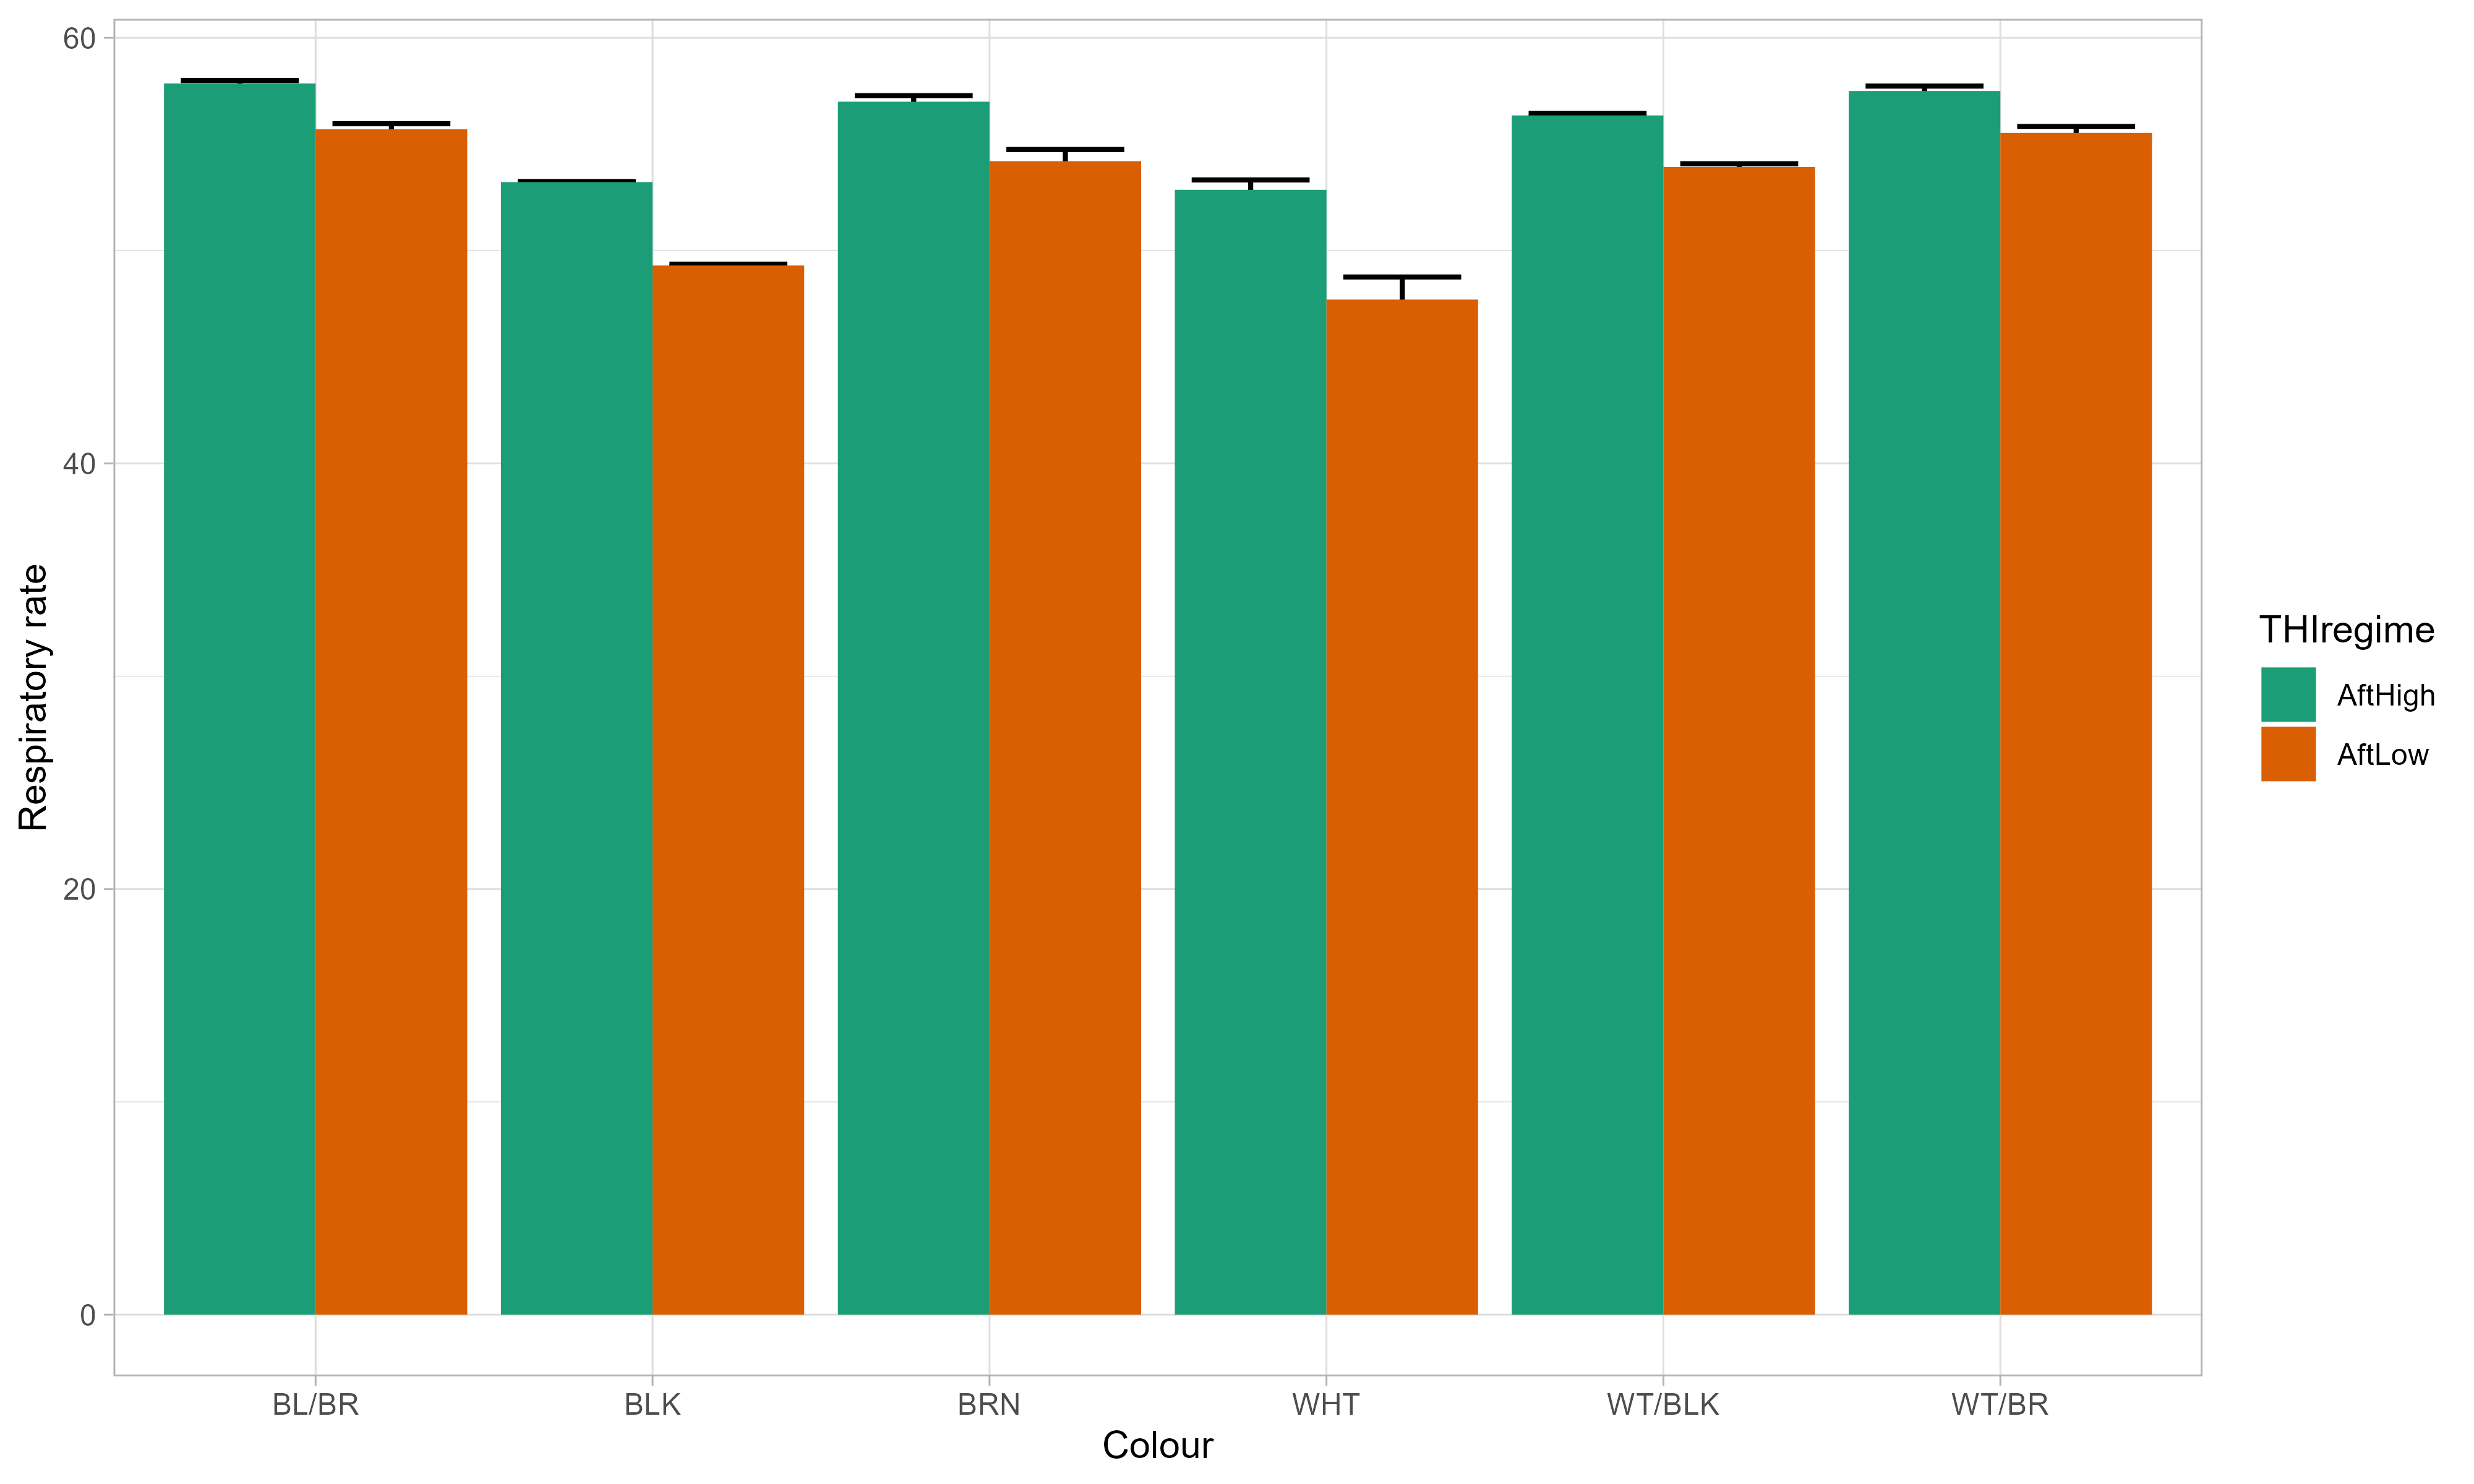 60
40
20
0
Respiratory rate
BL/BR BLK BRN WHT WT/BLK WT/BR
Colour
THIregime
AftHigh
AftLow